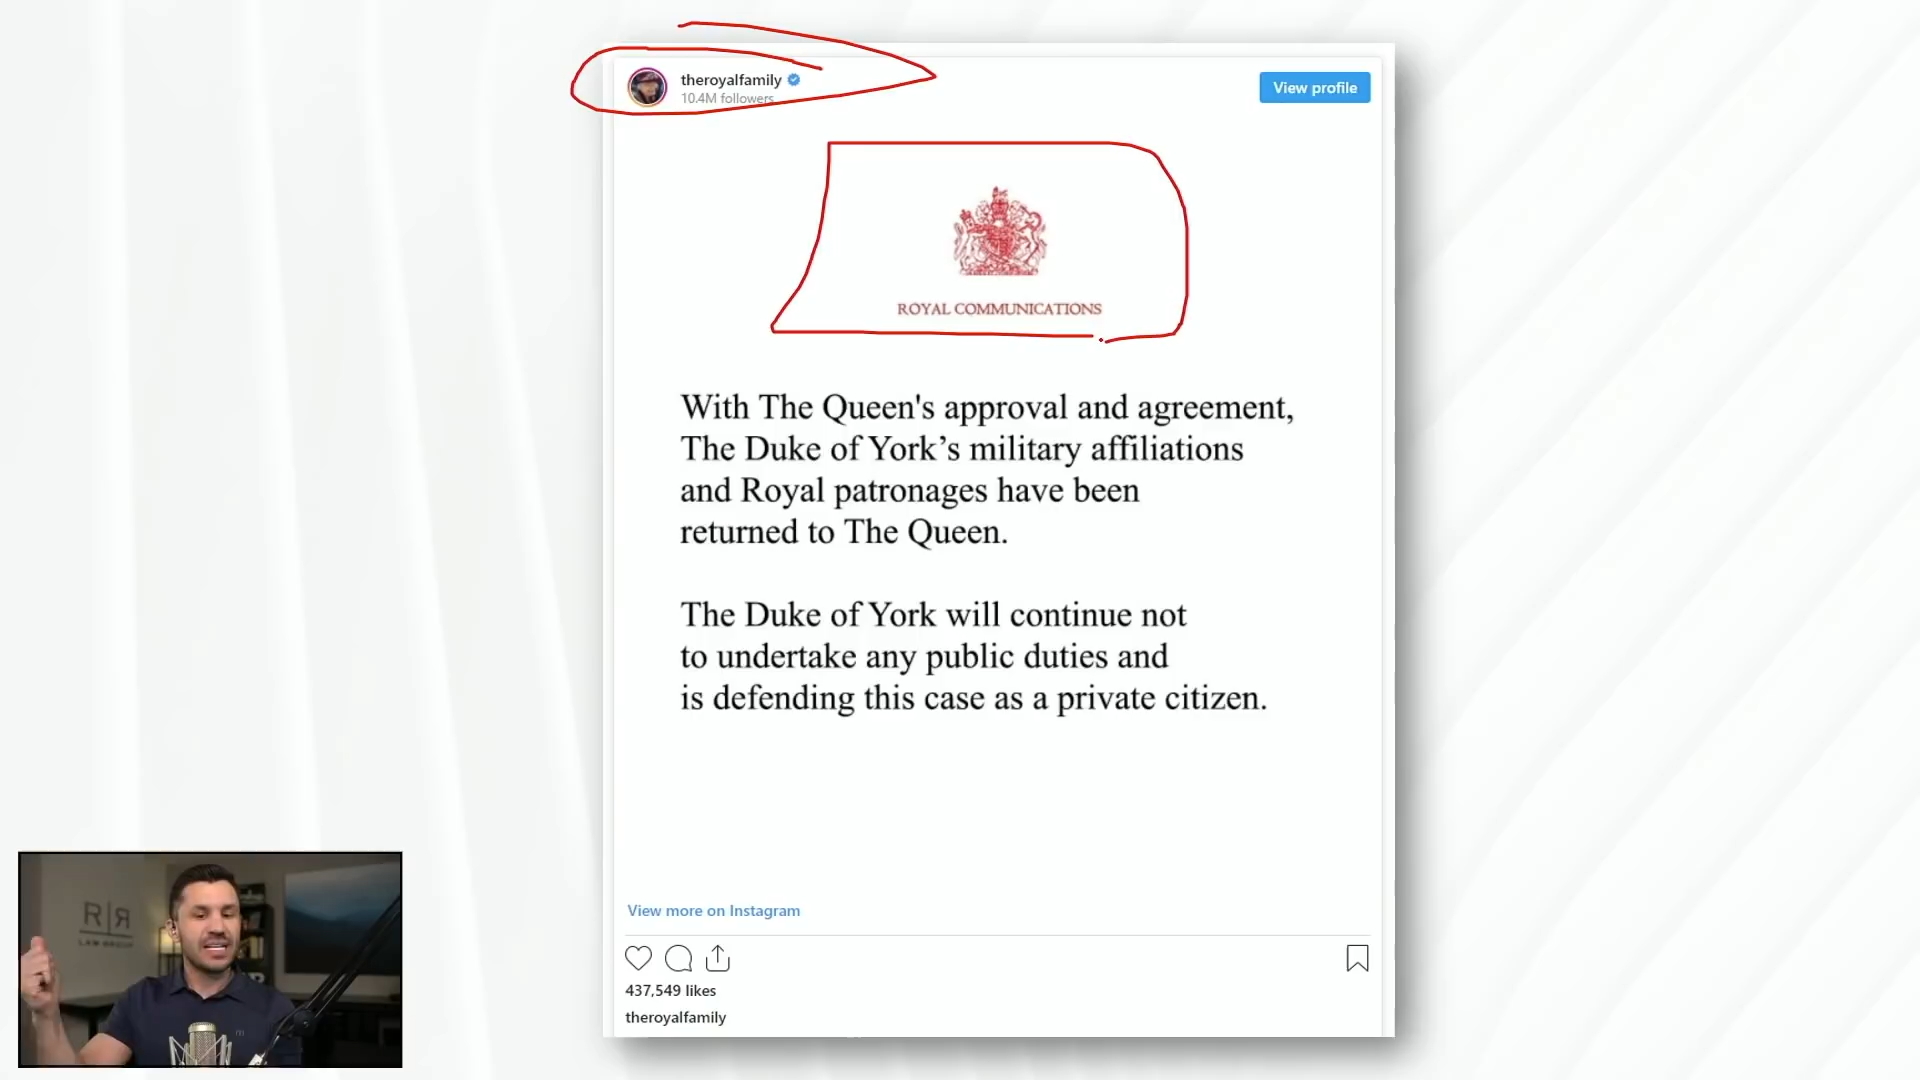 theroyalfamily
10.4M followers
View profile
ROYAL COMMUNICATIONS
With The Queen's approval and agreement,
The Duke of York’s military affiliations
and Royal patronages have been
returned to The Queen.
The Duke of York will continue not
to undertake any public duties and
is defending this case as a private citizen.
View more on Instagram
437,549 likes
theroyalfamily
R|R
LAW GROUP